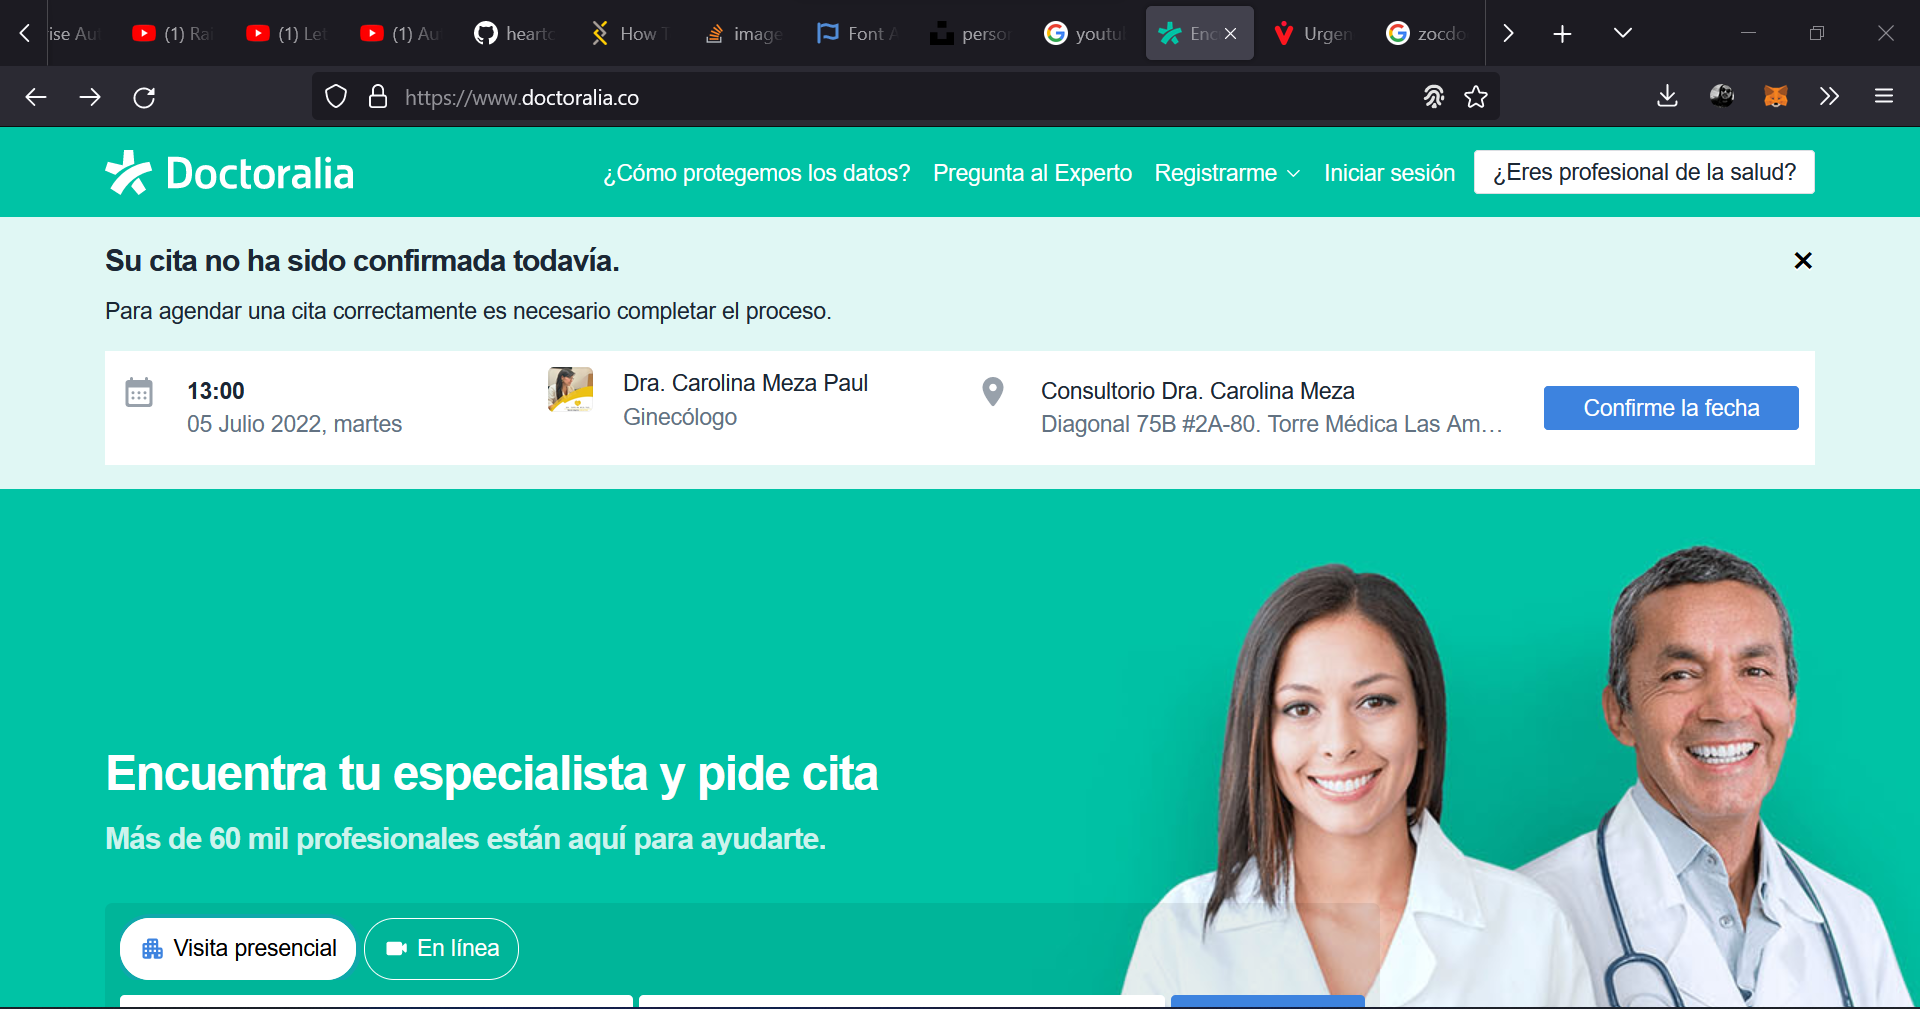 ise Au
(1) Rai
(1) Let
(1) Au
heartc
How T
image
Font A
person
youtu
Enc
Urgen
zocdo
https://www.doctoralia.co
Doctoralia
¿Cómo protegemos los datos?
Pregunta al Experto
Registrarme
Iniciar sesión
¿Eres profesional de la salud?
Su cita no ha sido confirmada todavía.
Para agendar una cita correctamente es necesario completar el proceso.
13:00
05 Julio 2022, martes
Dra. Carolina Meza Paul
Ginecólogo
Consultorio Dra. Carolina Meza
Diagonal 75B #2A-80. Torre Médica Las Am...
Confirme la fecha
Encuentra tu especialista y pide cita
Más de 60 mil profesionales están aquí para ayudarte.
Visita presencial
En línea